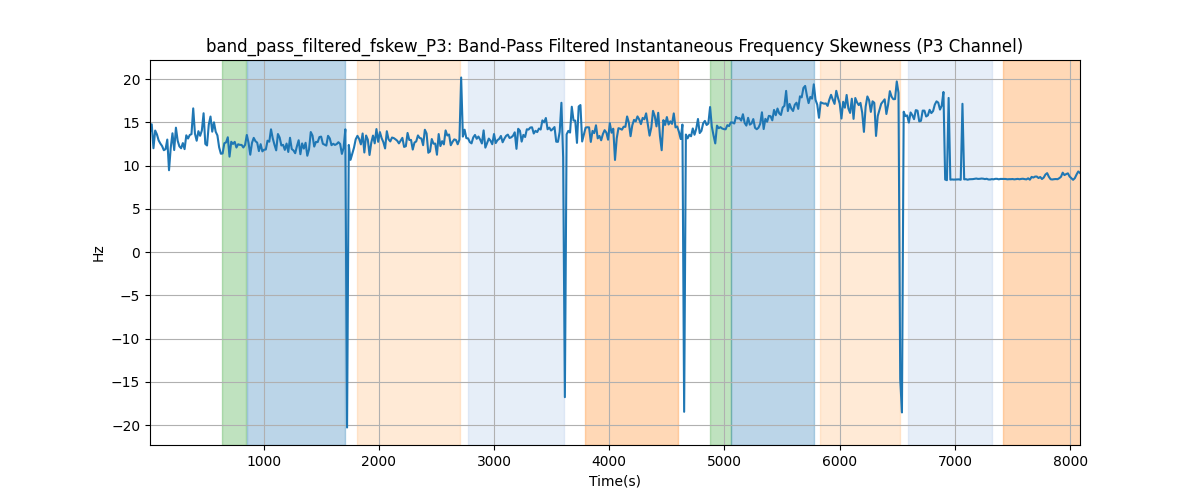 band_pass_filtered_fskew_P3: Band-Pass Filtered Instantaneous Frequency Skewness (P3 Channel)
20
15
10
5
0
−5
−10
−15
−20
Hz
1000 2000 3000 4000 5000 6000 7000 8000
Time(s)